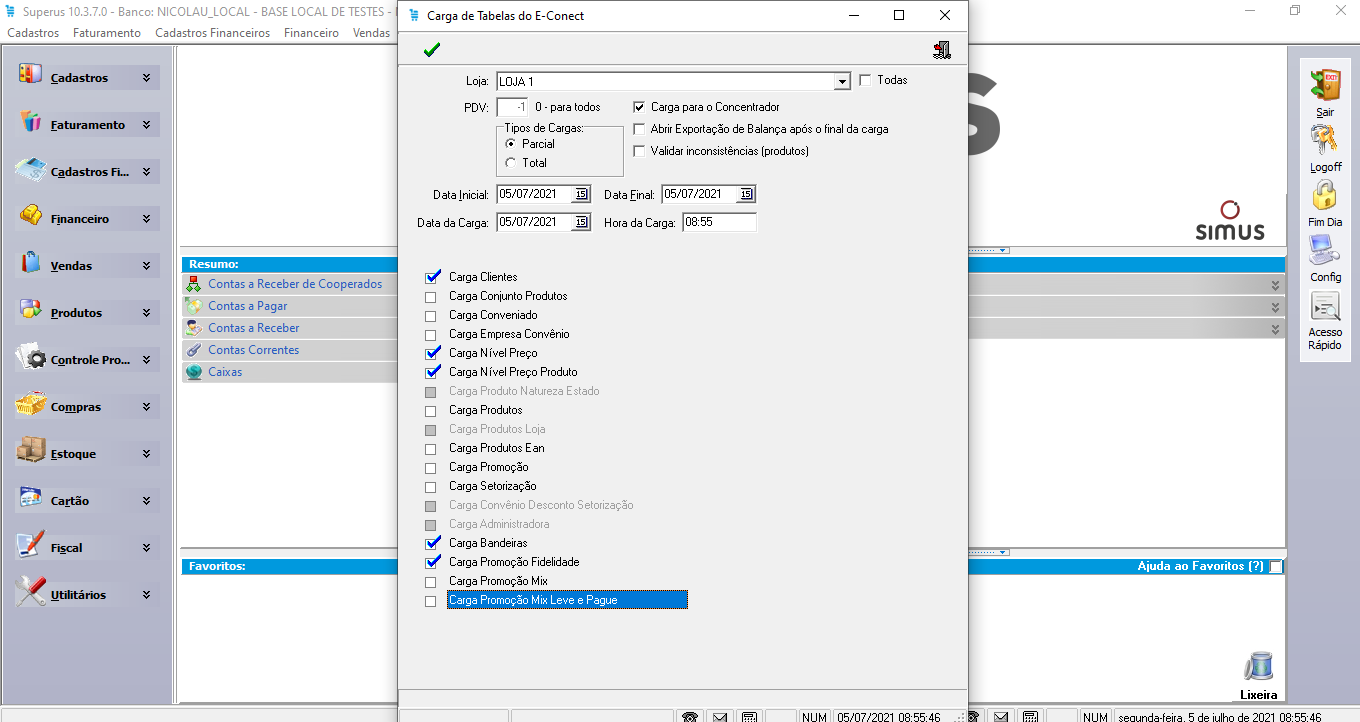 Superus 10.3.7.0 - Banco: NICOLAU_LOCAL - BASE LOCAL DE TESTES -
Cadastros Faturamento Cadastros Financeiros Financeiro Vendas
Cadastros
Faturamento
Cadastros Fi...
Financeiro
Vendas
Produtos
Controle Pro...
Compras
Estoque
Cartão
Fiscal
Utilitários
Resumo:
Contas a Receber de Cooperados
Contas a Pagar
Contas a Receber
Contas Correntes
Caixas
Favoritos:
Carga de Tabelas do E-Conect
Loja: LOJA 1 Todas
PDV: -1 0 - para todos Carga para o Concentrador
Tipos de Cargas: Abrir Exportação de Balança após o final da carga
Parcial
Validar inconsistências (produtos)
Total
Data Inicial: 05/07/2021 15 Data Final: 05/07/2021 15
Data da Carga: 05/07/2021 15 Hora da Carga: 08:55
Carga Clientes
Carga Conjunto Produtos
Carga Conveniado
Carga Empresa Convênio
Carga Nível Preço
Carga Nível Preço Produto
Carga Produto Natureza Estado
Carga Produtos
Carga Produtos Loja
Carga Produtos Ean
Carga Promoção
Carga Setorização
Carga Convênio Desconto Setorização
Carga Administradora
Carga Bandeiras
Carga Promoção Fidelidade
Carga Promoção Mix
Carga Promoção Mix Leve e Pague
NUM 05/07/2021 08:55:46
S
SIMUS
Ajuda ao Favoritos (?)
Lixeira
EXIT
Sair
Logoff
Fim Dia
Config
Acesso
Rápido
NUM segunda-feira, 5 de julho de 2021 08:55:46